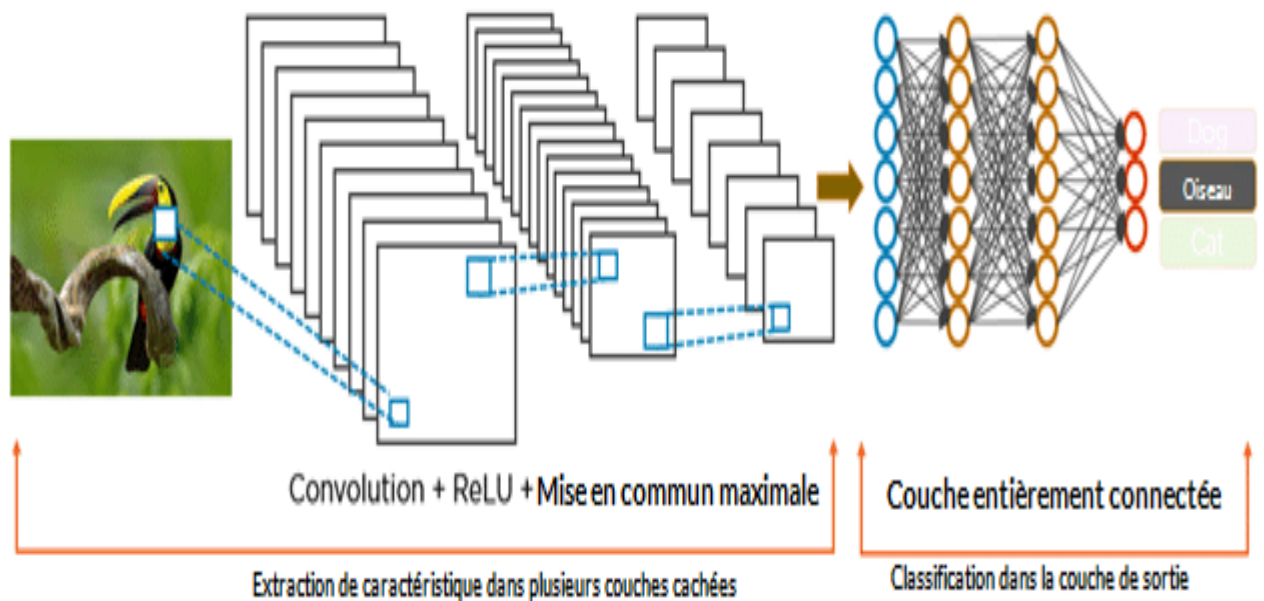 Dog
Oiseau
Cat
Convolution + ReLU + Mise en commun maximale
Couche entièrement connectée
Extraction de caractéristique dans plusieurs couches cachées
Classification dans la couche de sortie